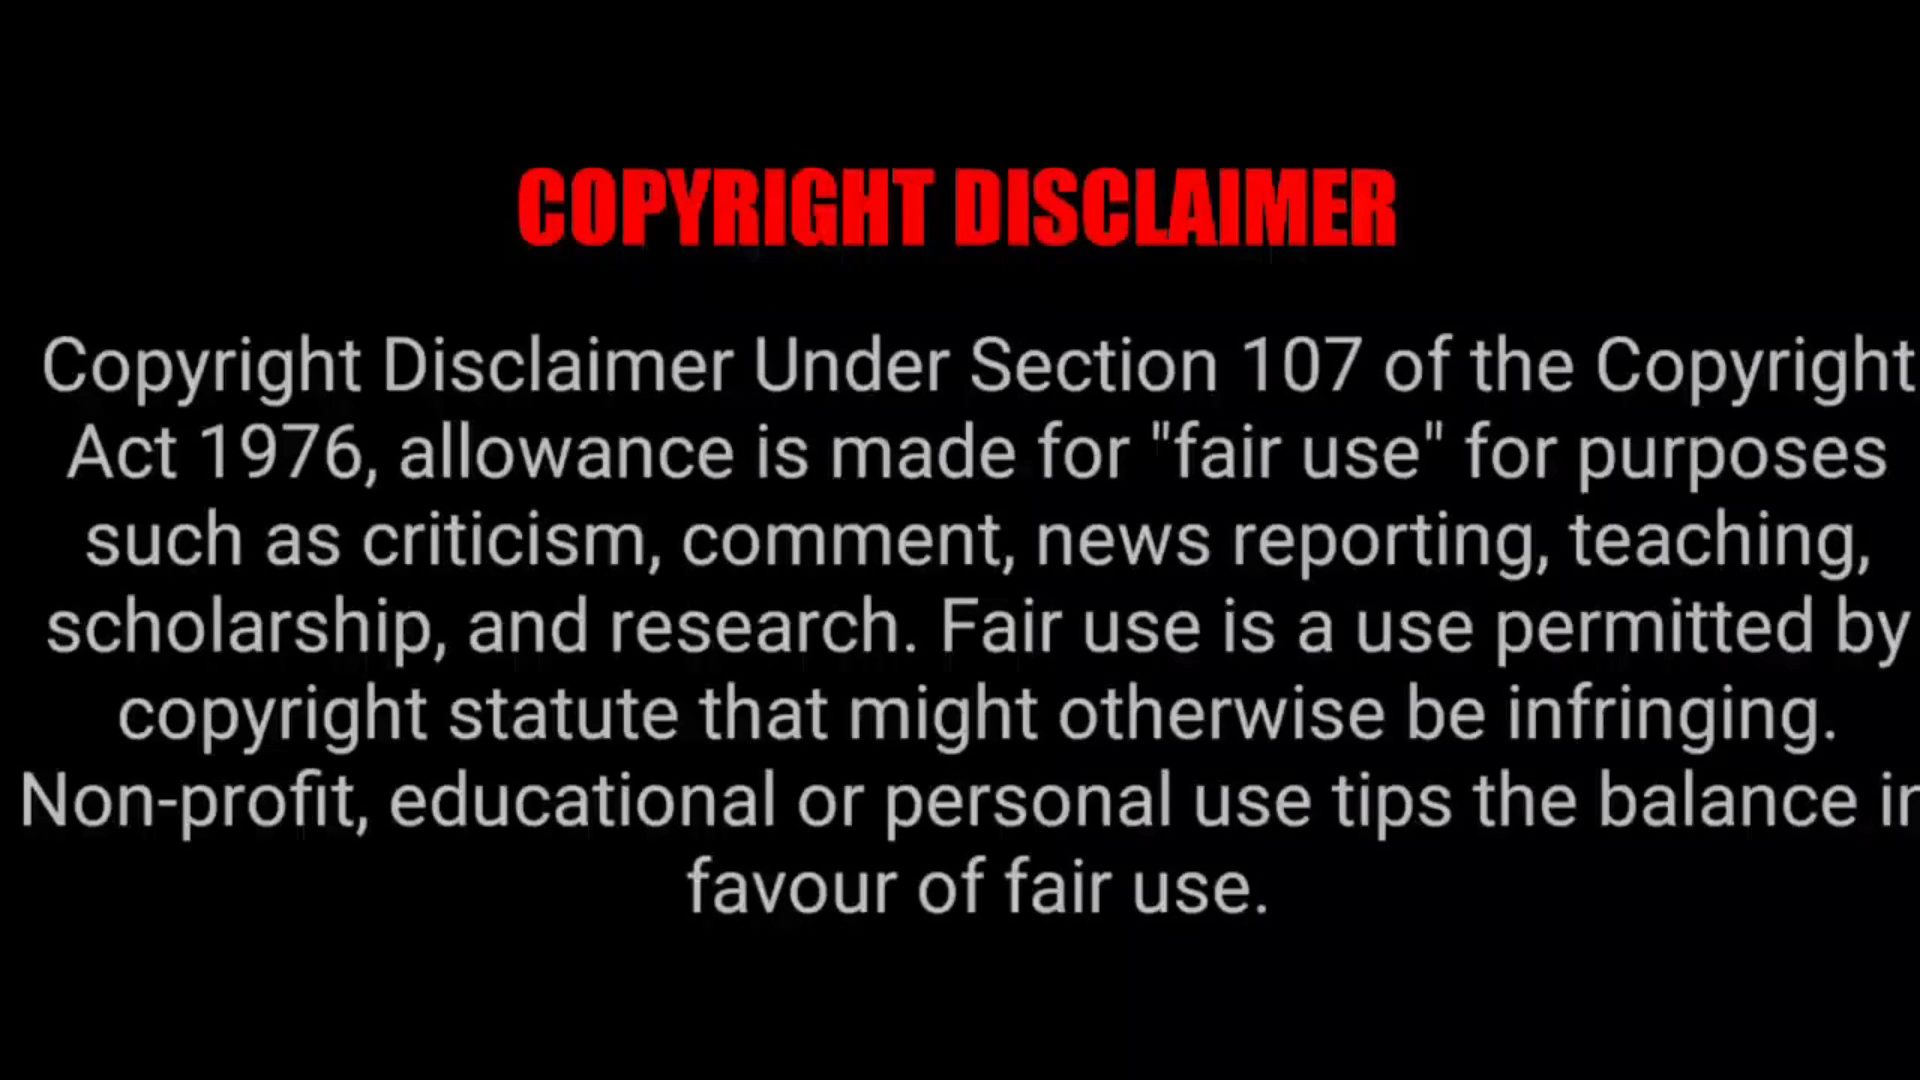 COPYRIGHT DISCLAIMER
Copyright Disclaimer Under Section 107 of the Copyright
Act 1976, allowance is made for "fair use" for purposes
such as criticism, comment, news reporting, teaching,
scholarship, and research. Fair use is a use permitted by
copyright statute that might otherwise be infringing.
Non-profit, educational or personal use tips the balance in
favour of fair use.